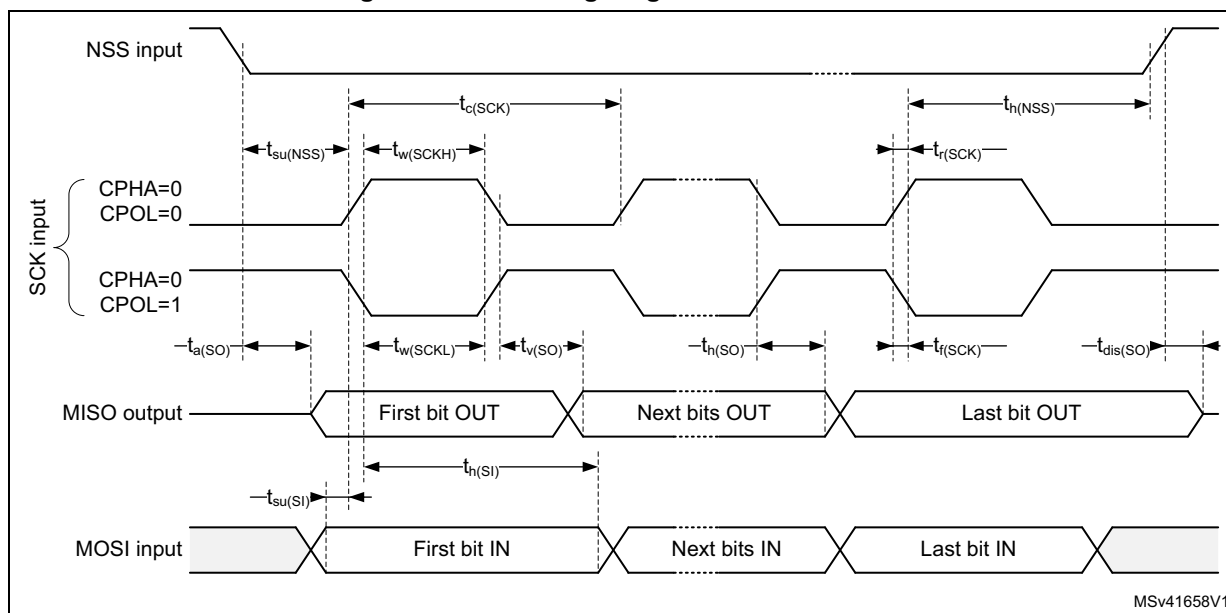 NSS input
tc(SCK)
th(NSS)
tsu(NSS)
tw(SCKH)
tr(SCK)
SCK input
CPHA=0
CPOL=0
CPHA=0
CPOL=1
ta(SO)
tw(SCKL)
tv(SO)
th(SO)
tf(SCK)
tdis(SO)
MISO output
First bit OUT
Next bits OUT
Last bit OUT
th(SI)
tsu(SI)
MOSI input
First bit IN
Next bits IN
Last bit IN
MSv41658V1